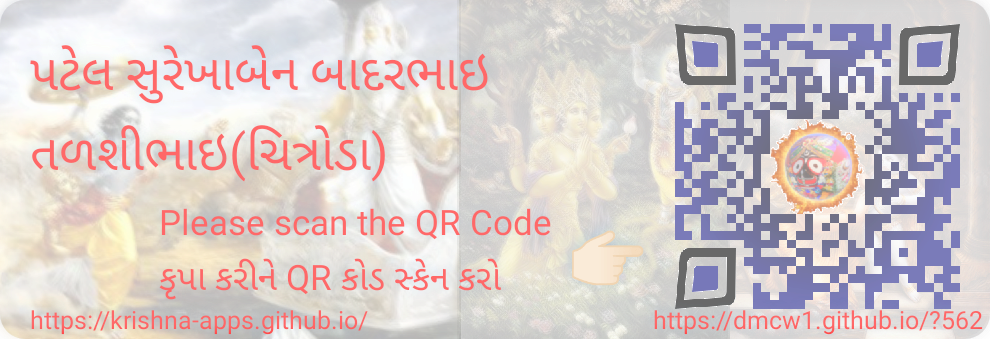 પટેલ સુરેખાબેન બાદરભાઇ
તળશીભાઇ(ચિત્રોડા)
Please scan the QR Code
કૃપા કરીને QR કોડ સ્કેન કરો
https://krishna-apps.github.io/
https://dmcw1.github.io/?562